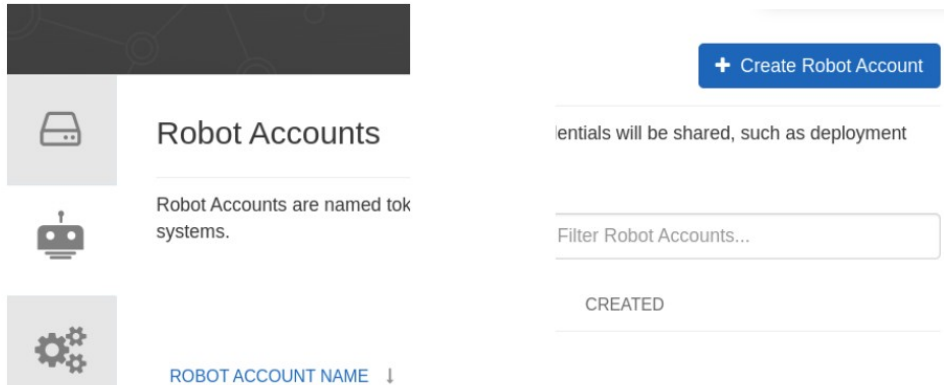 Robot Accounts
Robot Accounts are named tok
systems.
ROBOT ACCOUNT NAME
+ Create Robot Account
lentials will be shared, such as deployment
Filter Robot Accounts...
CREATED